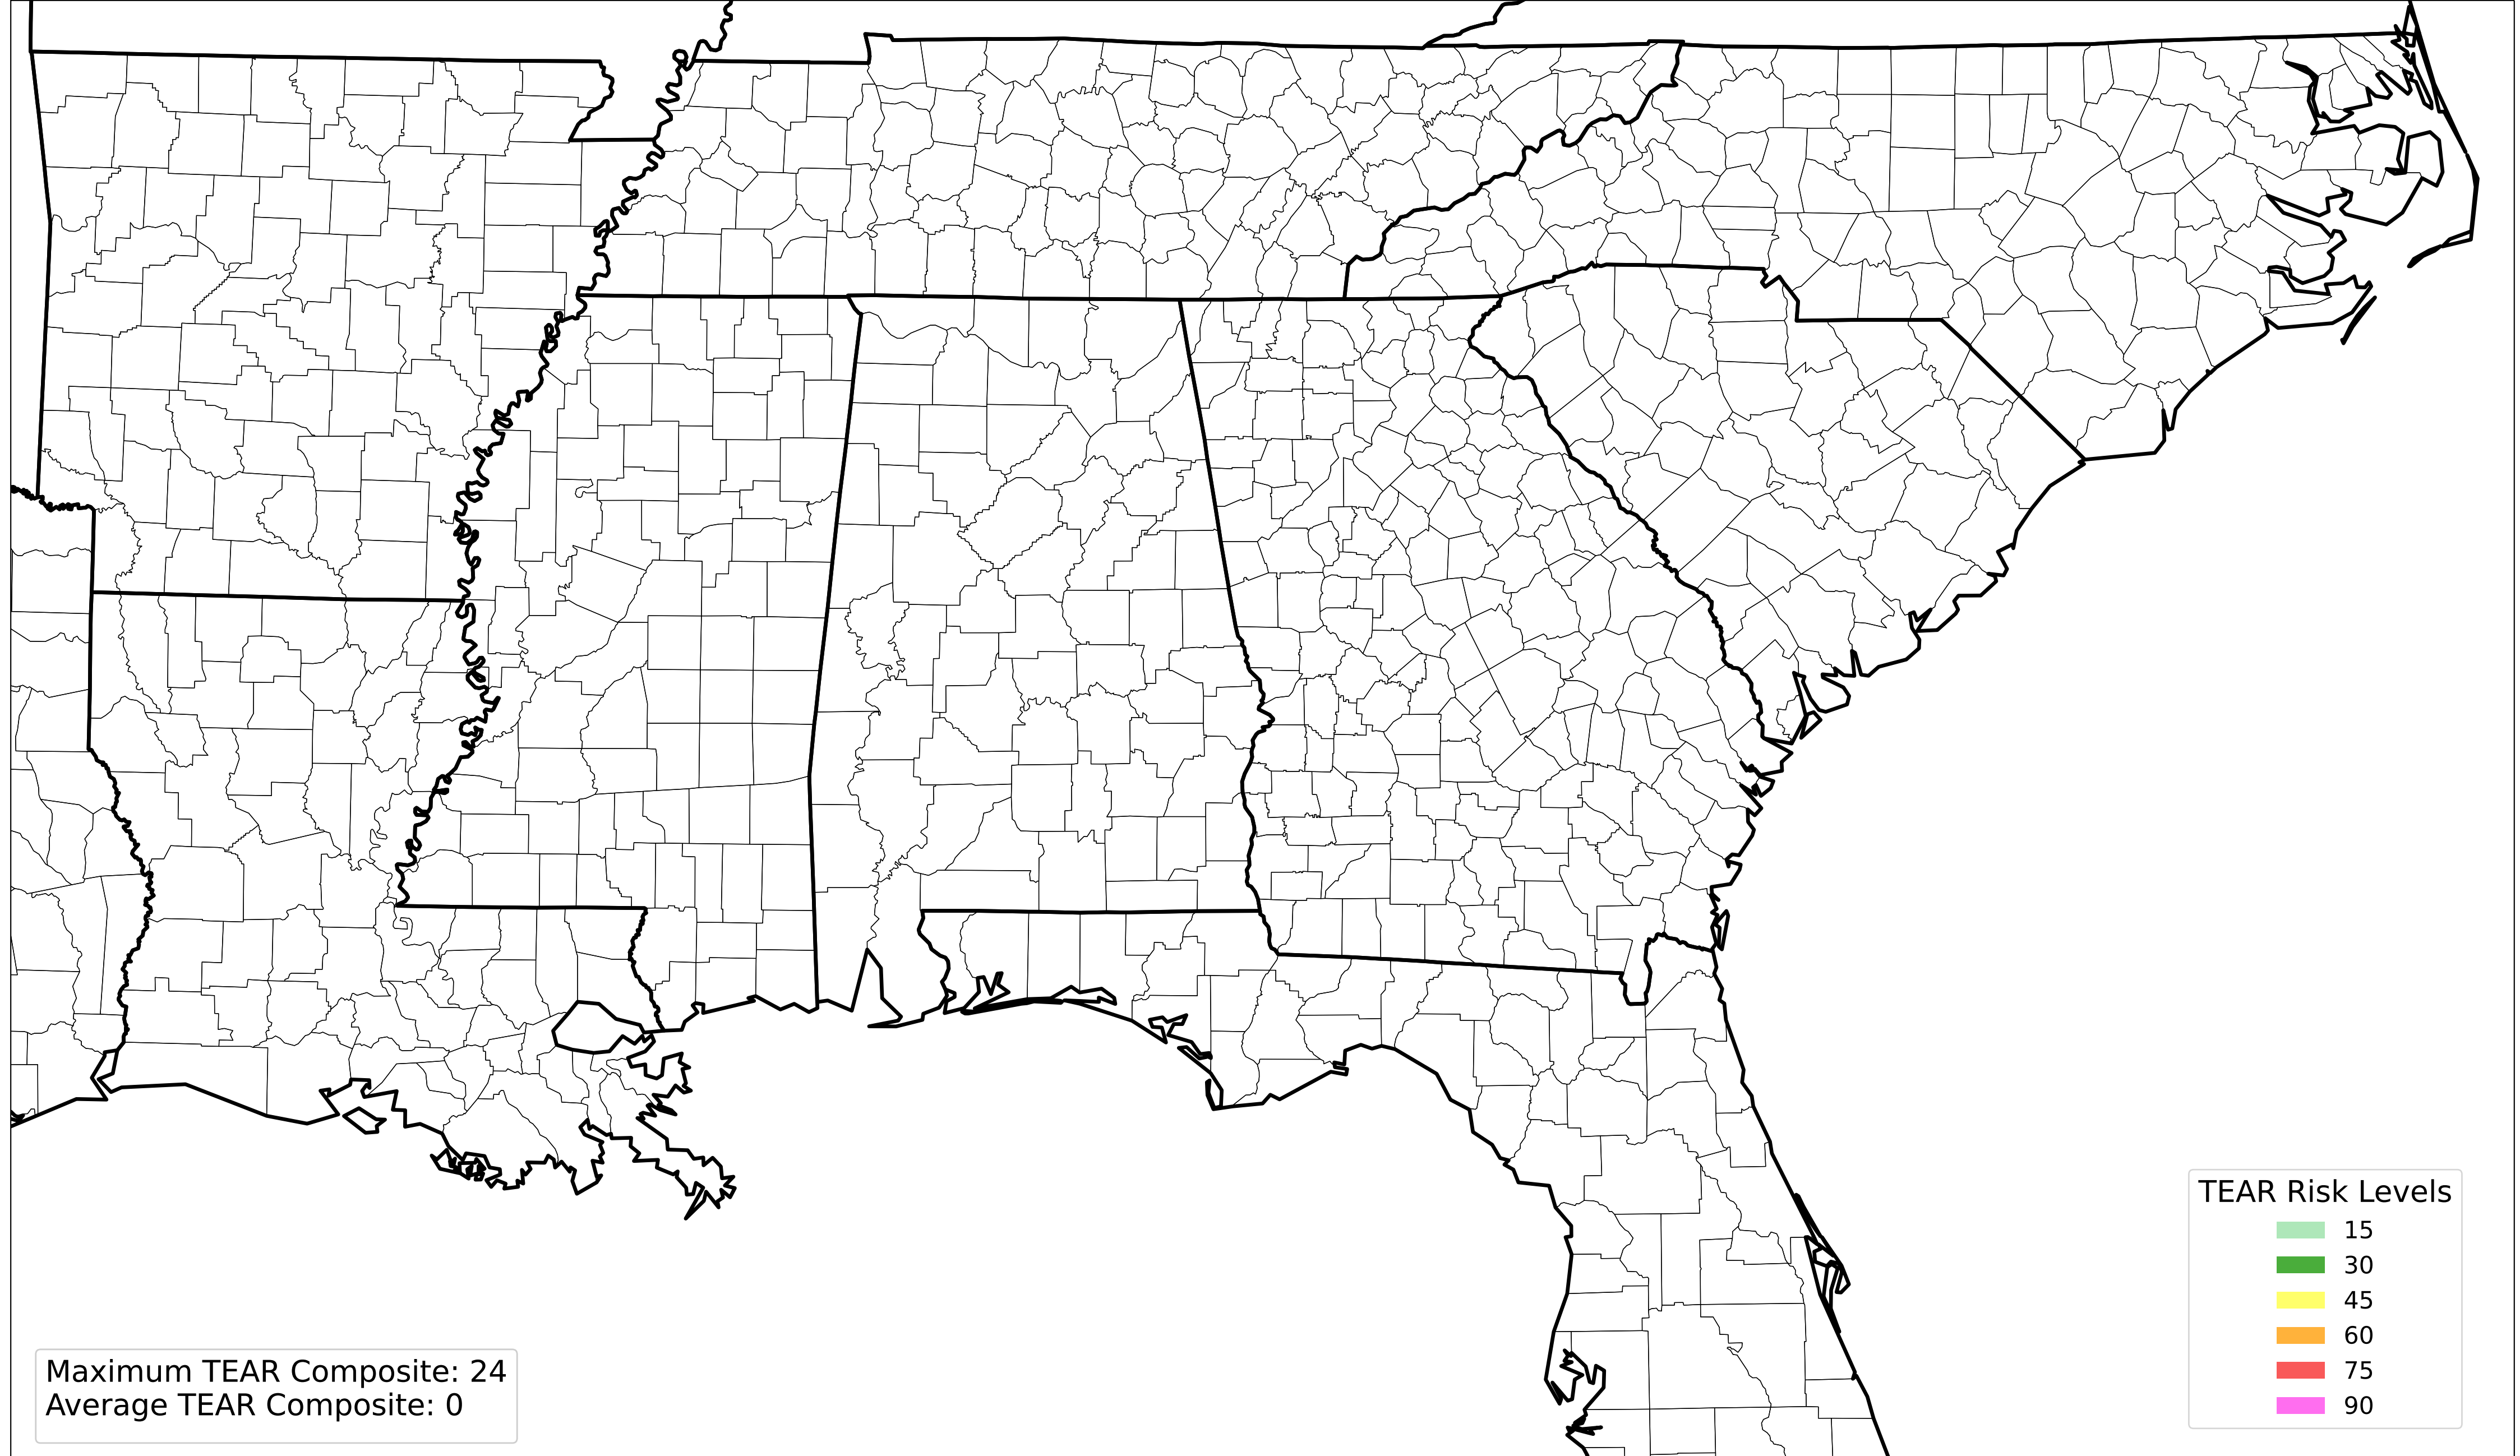 TEAR Risk Levels
15
30
45
60
75
90
Maximum TEAR Composite: 24
Average TEAR Composite: 0